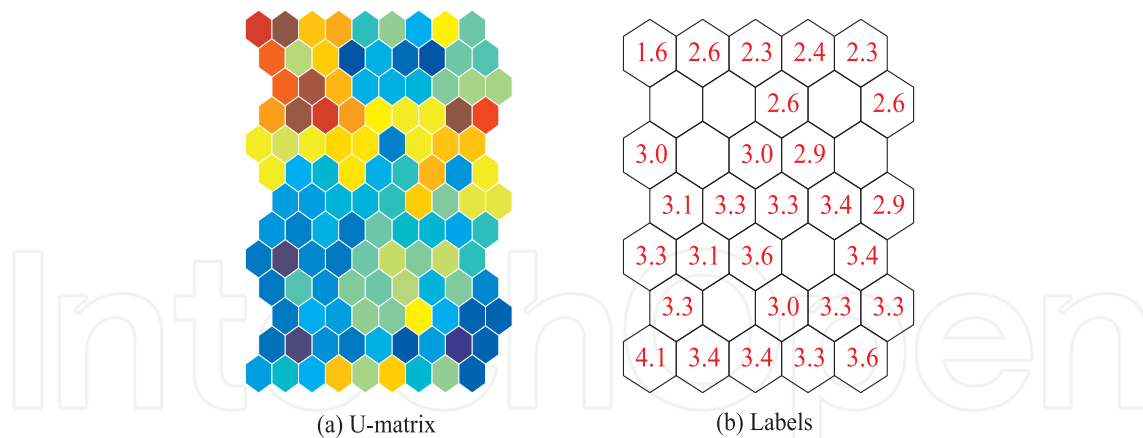 1.6 2.6 2.3 2.4 2.3
2.6 2.6
3.0 3.0 2.9
3.1 3.3 3.3 3.4 2.9
3.3 3.1 3.6 3.4
3.3 3.0 3.3 3.3
4.1 3.4 3.4 3.3 3.6
(a) U-matrix
(b) Labels
IntechOpen